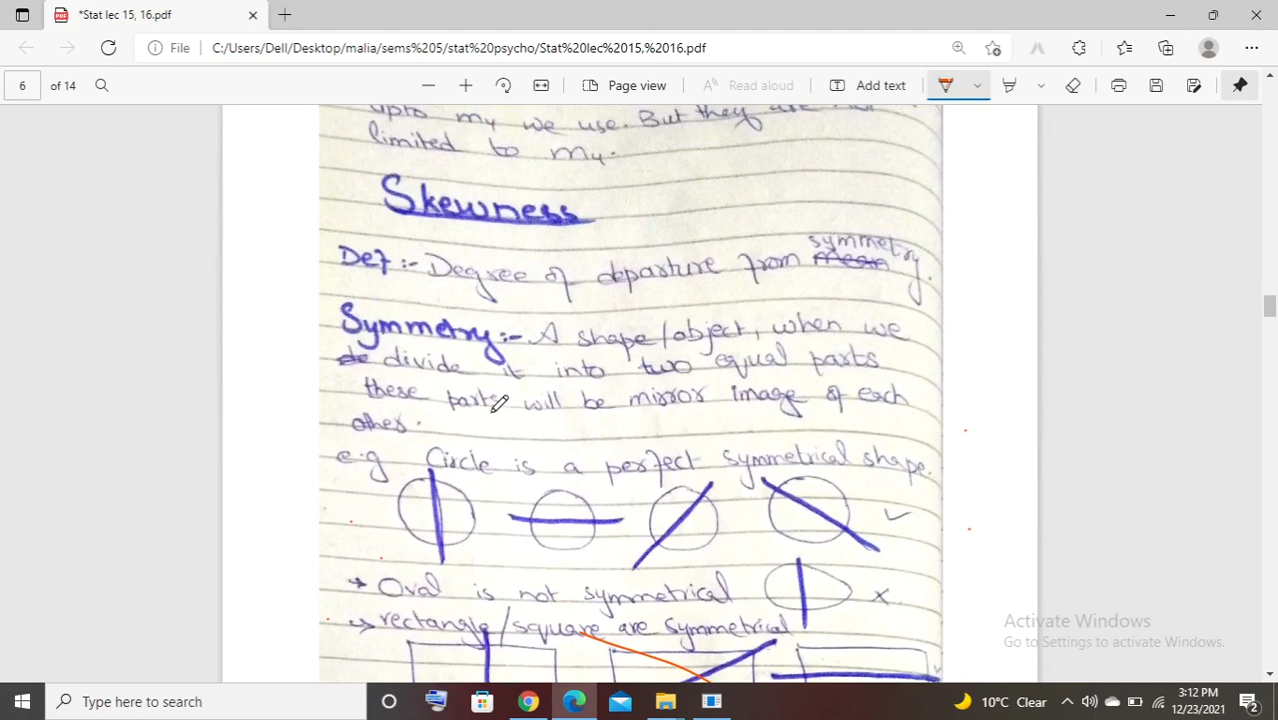 *Stat lec 15, 16.pdf
File C:/Users/Dell/Desktop/malia/sems%205/stat%20psycho/Stat%20lec%2015,%2016.pdf
6 of 14 Page view Read aloud Add text
upto m4 we use. But they
limited to m4.
Skewness
Def :- Degree of departure from mean symmetry.
Symmetry :- A shape/object, when we
divide it into two equal parts
these parts will be mirror image of each
other.
e.g Circle is a perfect symmetrical shape.
→ Oval is not symmetrical
→ rectangle/square are symmetrical
Activate Windows
Go to Settings to activate Windows.
Type here to search
10°C Clear
3:12 PM
12/23/2021
2